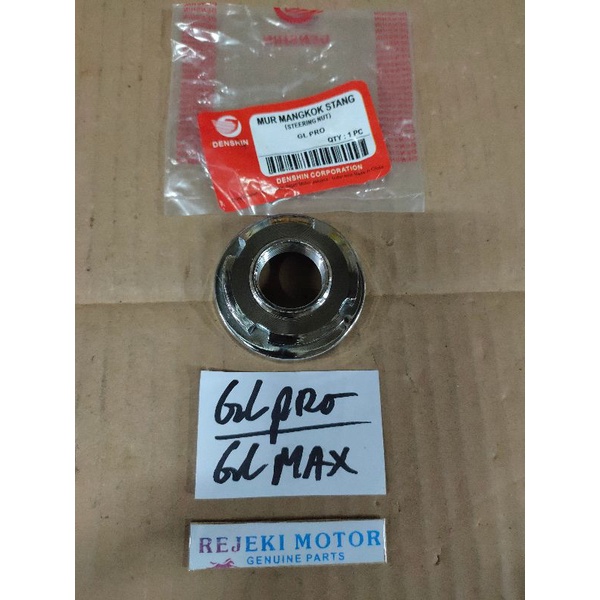 DENSHIN
DENSHIN
MUR MANGKOK STANG
(STEERING NUT)
GL PRO
QTY : 1 PC
DENSHIN CORPORATION
GL PRO
GL MAX
REJEKI MOTOR
GENUINE PARTS